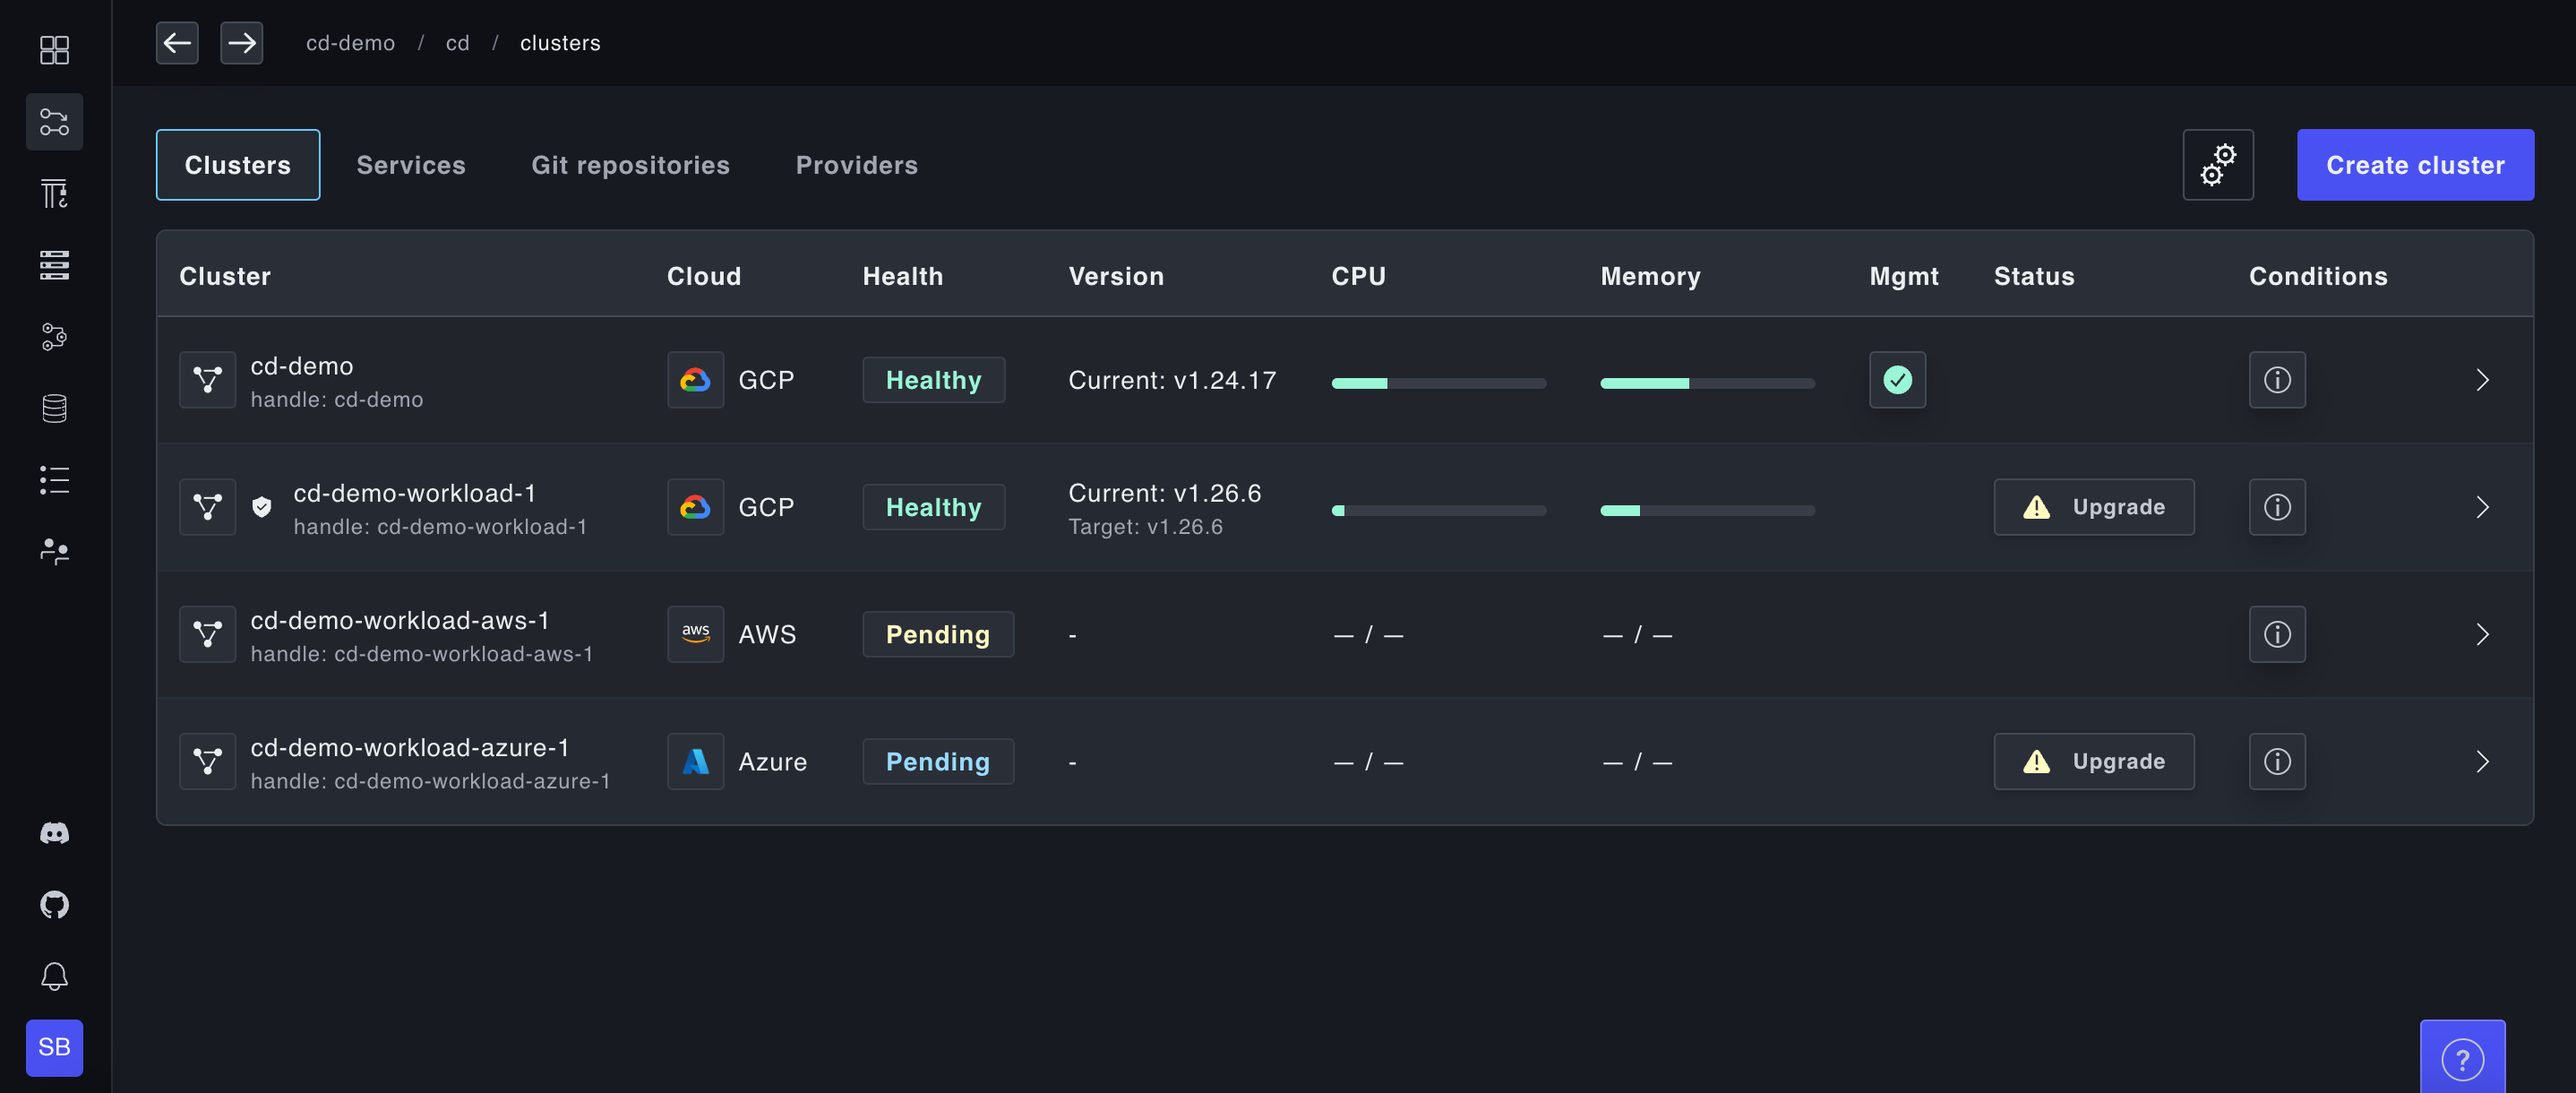 cd-demo / cd / clusters
Clusters Services Git repositories Providers Create cluster
Cluster Cloud Health Version CPU Memory Mgmt Status Conditions
cd-demo
handle: cd-demo
GCP Healthy Current: v1.24.17
cd-demo-workload-1
handle: cd-demo-workload-1
GCP Healthy Current: v1.26.6
Target: v1.26.6
Upgrade
cd-demo-workload-aws-1
handle: cd-demo-workload-aws-1
aws AWS Pending - — / — — / —
cd-demo-workload-azure-1
handle: cd-demo-workload-azure-1
Azure Pending - — / — — / — Upgrade
SB
?